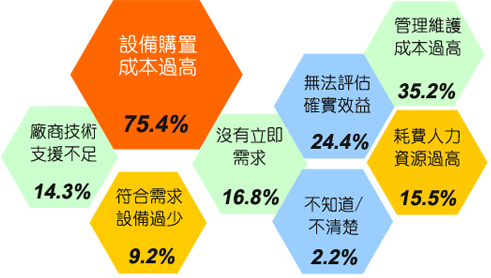 設備購置
成本過高
75.4%
廠商技術
支援不足
14.3%
符合需求
設備過少
9.2%
沒有立即
需求
16.8%
無法評估
確實效益
24.4%
不知道/
不清楚
2.2%
管理維護
成本過高
35.2%
耗費人力
資源過高
15.5%